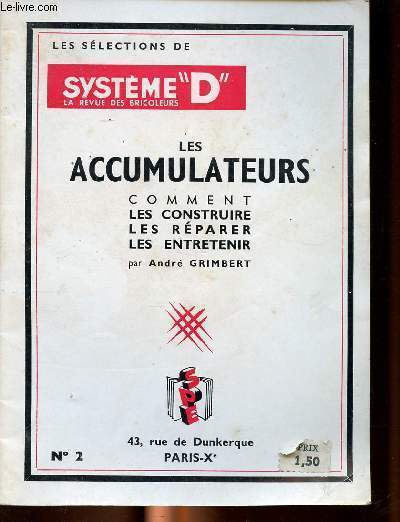 le-livre.com
LES SÉLECTIONS DE
SYSTÈME "D"
LA REVUE DES BRICOLEURS
LES
ACCUMULATEURS
COMMENT
LES CONSTRUIRE
LES RÉPARER
LES ENTRETENIR
par André GRIMBERT
SPE
43, rue de Dunkerque
PARIS-Xe
N° 2
PRIX
1,50